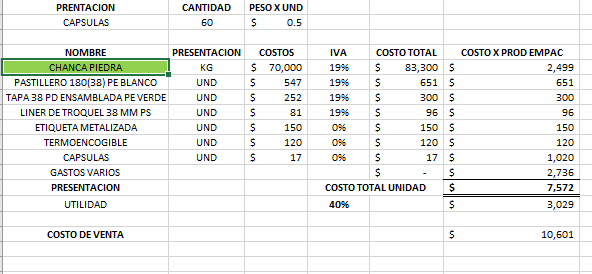 PRENTACION CANTIDAD PESO X UND
CAPSULAS 60 $ 0.5
NOMBRE PRESENTACION COSTOS IVA COSTO TOTAL COSTO X PROD EMPAC
CHANCA PIEDRA KG $ 70,000 19% $ 83,300 $ 2,499
PASTILLERO 180(38) PE BLANCO UND $ 547 19% $ 651 $ 651
TAPA 38 PD ENSAMBLADA PE VERDE UND $ 252 19% $ 300 $ 300
LINER DE TROQUEL 38 MM PS UND $ 81 19% $ 96 $ 96
ETIQUETA METALIZADA UND $ 150 0% $ 150 $ 150
TERMOENCOGIBLE UND $ 120 0% $ 120 $ 120
CAPSULAS UND $ 17 0% $ 17 $ 1,020
GASTOS VARIOS $ - $ 2,736
PRESENTACION COSTO TOTAL UNIDAD $ 7,572
UTILIDAD 40% $ 3,029
COSTO DE VENTA $ 10,601